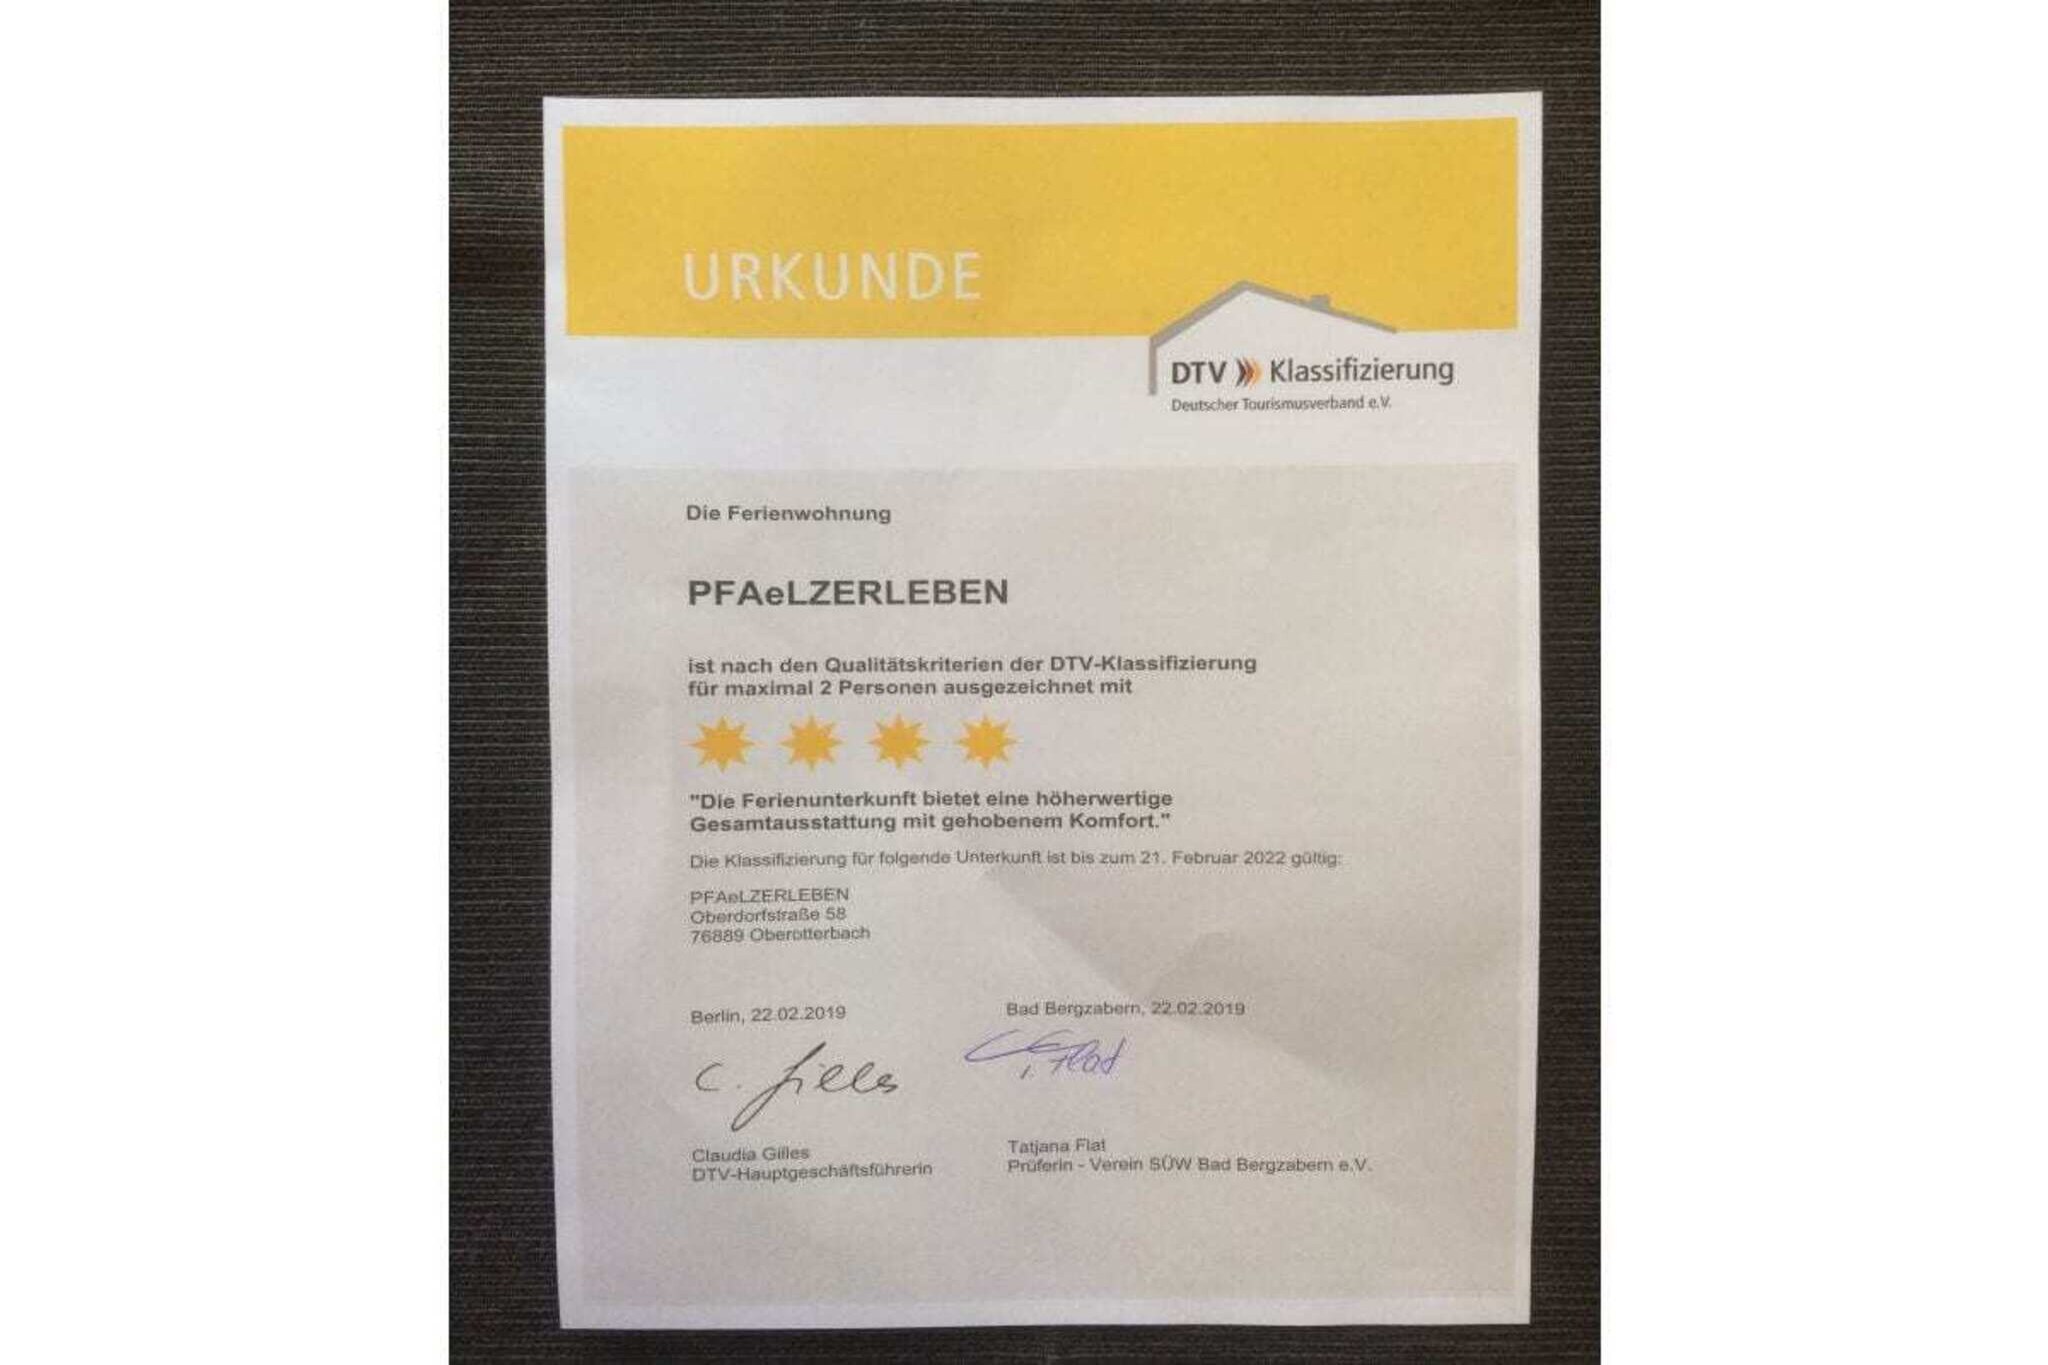 URKUNDE
DTV Klassifizierung
Deutscher Tourismusverband e.V.
Die Ferienwohnung
PFAeLZERLEBEN
ist nach den Qualitätskriterien der DTV-Klassifizierung
für maximal 2 Personen ausgezeichnet mit
"Die Ferienunterkunft bietet eine höherwertige
Gesamtausstattung mit gehobenem Komfort."
Die Klassifizierung für folgende Unterkunft ist bis zum 21. Februar 2022 gültig:
PFAeLZERLEBEN
Oberdorfstraße 58
76889 Oberotterbach
Berlin, 22.02.2019
C. Gilles
Claudia Gilles
DTV-Hauptgeschäftsführerin
Bad Bergzabern, 22.02.2019
Tatjana Flat
Prüferin - Verein SÜW Bad Bergzabern e.V.